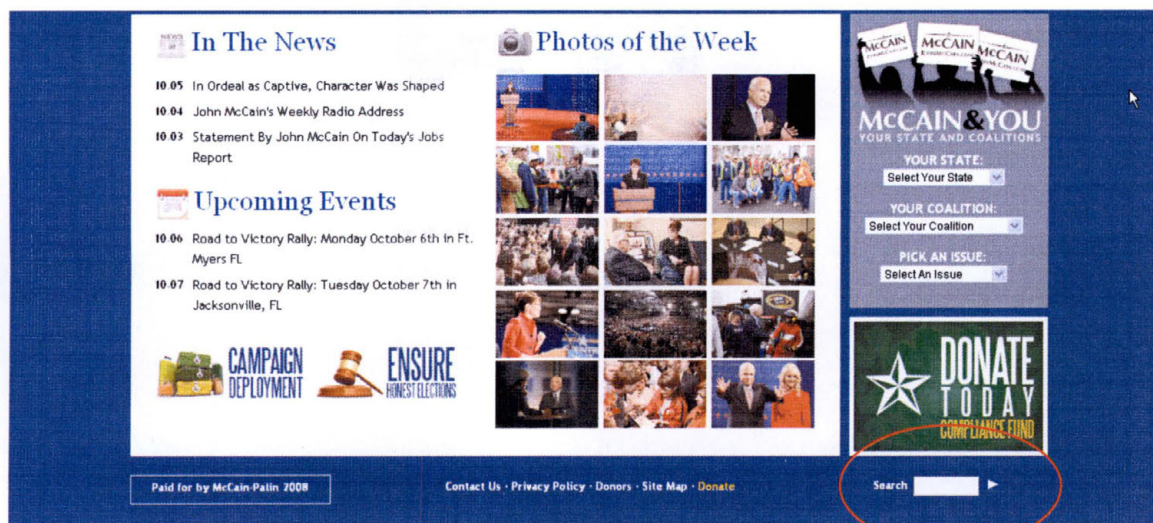 In The News
10.05 In Ordeal as Captive, Character Was Shaped
10.04 John McCain's Weekly Radio Address
10.03 Statement By John McCain On Today's Jobs
Report
Upcoming Events
10.06 Road to Victory Rally: Monday October 6th in Ft.
Myers FL
10.07 Road to Victory Rally: Tuesday October 7th in
Jacksonville, FL
CAMPAIGN
DEPLOYMENT
ENSURE
HONEST ELECTIONS
Photos of the Week
McCAIN
McCAIN
McCAIN
McCAIN&YOU
YOUR STATE AND COALITIONS
YOUR STATE:
Select Your State
YOUR COALITION:
Select Your Coalition
PICK AN ISSUE:
Select An Issue
DONATE
TODAY
COMPLIANCE FUND
Paid for by McCain-Palin 2008
Contact Us · Privacy Policy · Donors · Site Map · Donate
Search